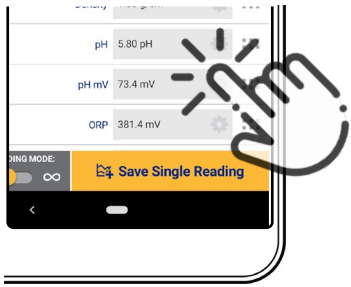 pH 5.80 pH
pH mV 73.4 mV
ORP 381.4 mV
DING MODE:
Save Single Reading